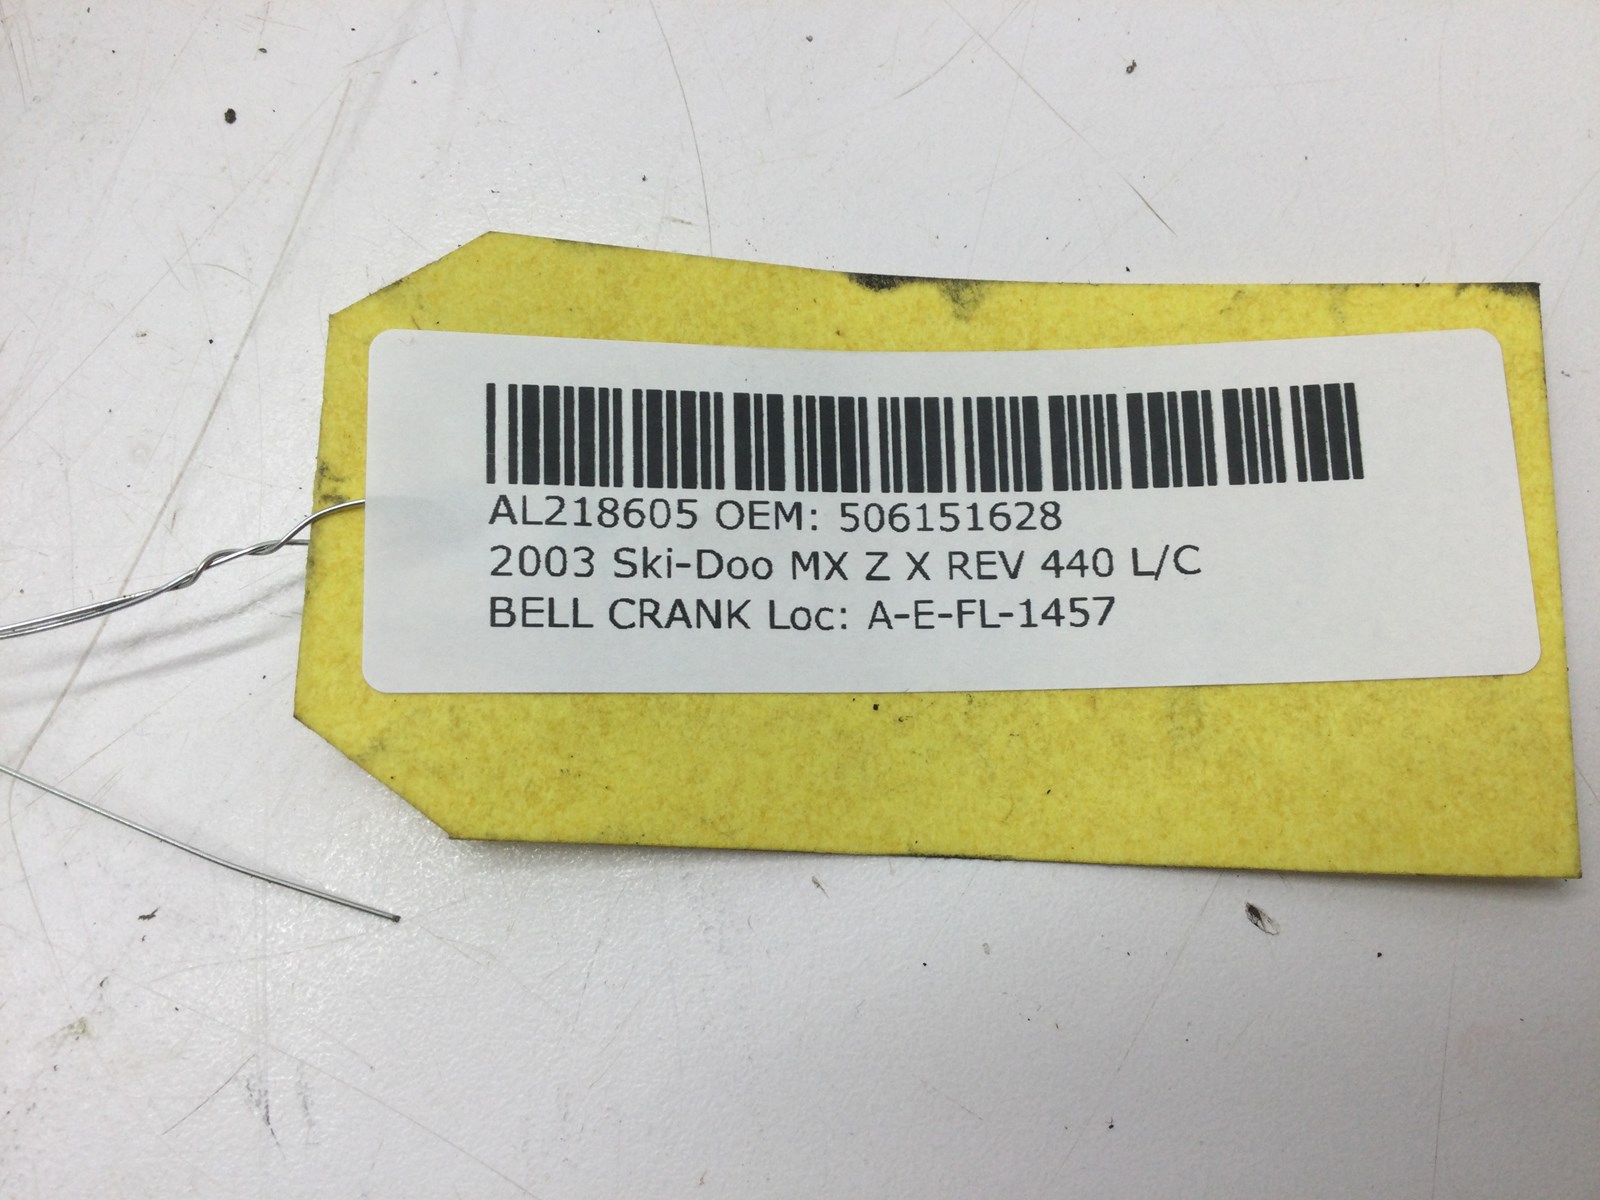 AL218605 OEM: 506151628
2003 Ski-Doo MX Z X REV 440 L/C
BELL CRANK Loc: A-E-FL-1457